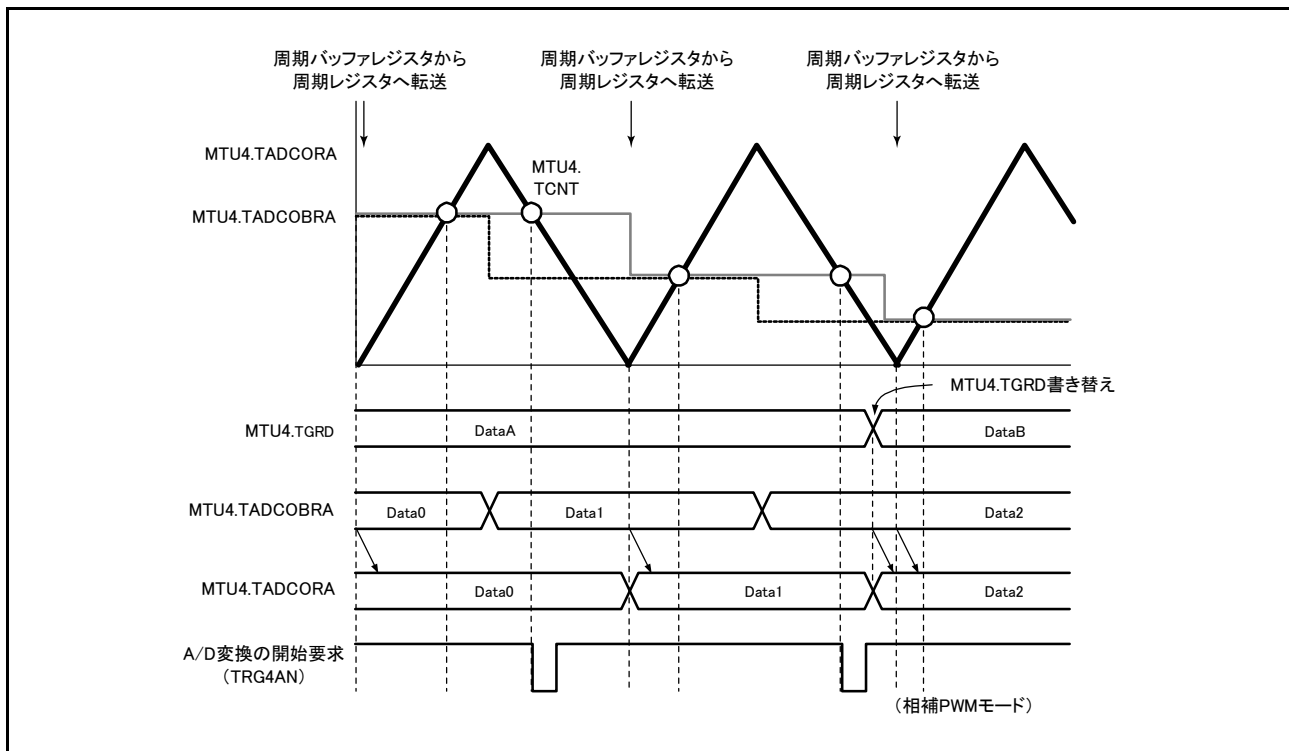 周期バッファレジスタから
周期レジスタへ転送
周期バッファレジスタから
周期レジスタへ転送
周期バッファレジスタから
周期レジスタへ転送
MTU4.TADCORA
MTU4.
TCNT
MTU4.TADCOBRA
MTU4.TGRD書き替え
MTU4.TGRD
DataA
DataB
MTU4.TADCOBRA
Data0
Data1
Data2
MTU4.TADCORA
Data0
Data1
Data2
A/D変換の開始要求
(TRG4AN)
(相補PWMモード)